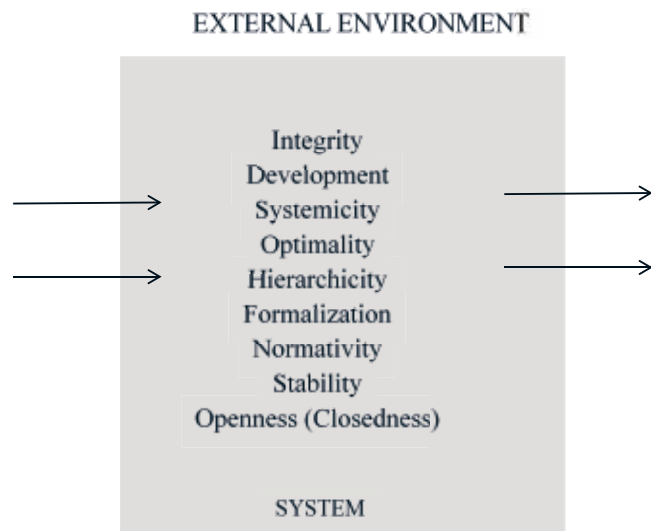 EXTERNAL ENVIRONMENT
Integrity
Development
Systemicity
Optimality
Hierarchicity
Formalization
Normativity
Stability
Openness (Closedness)
SYSTEM